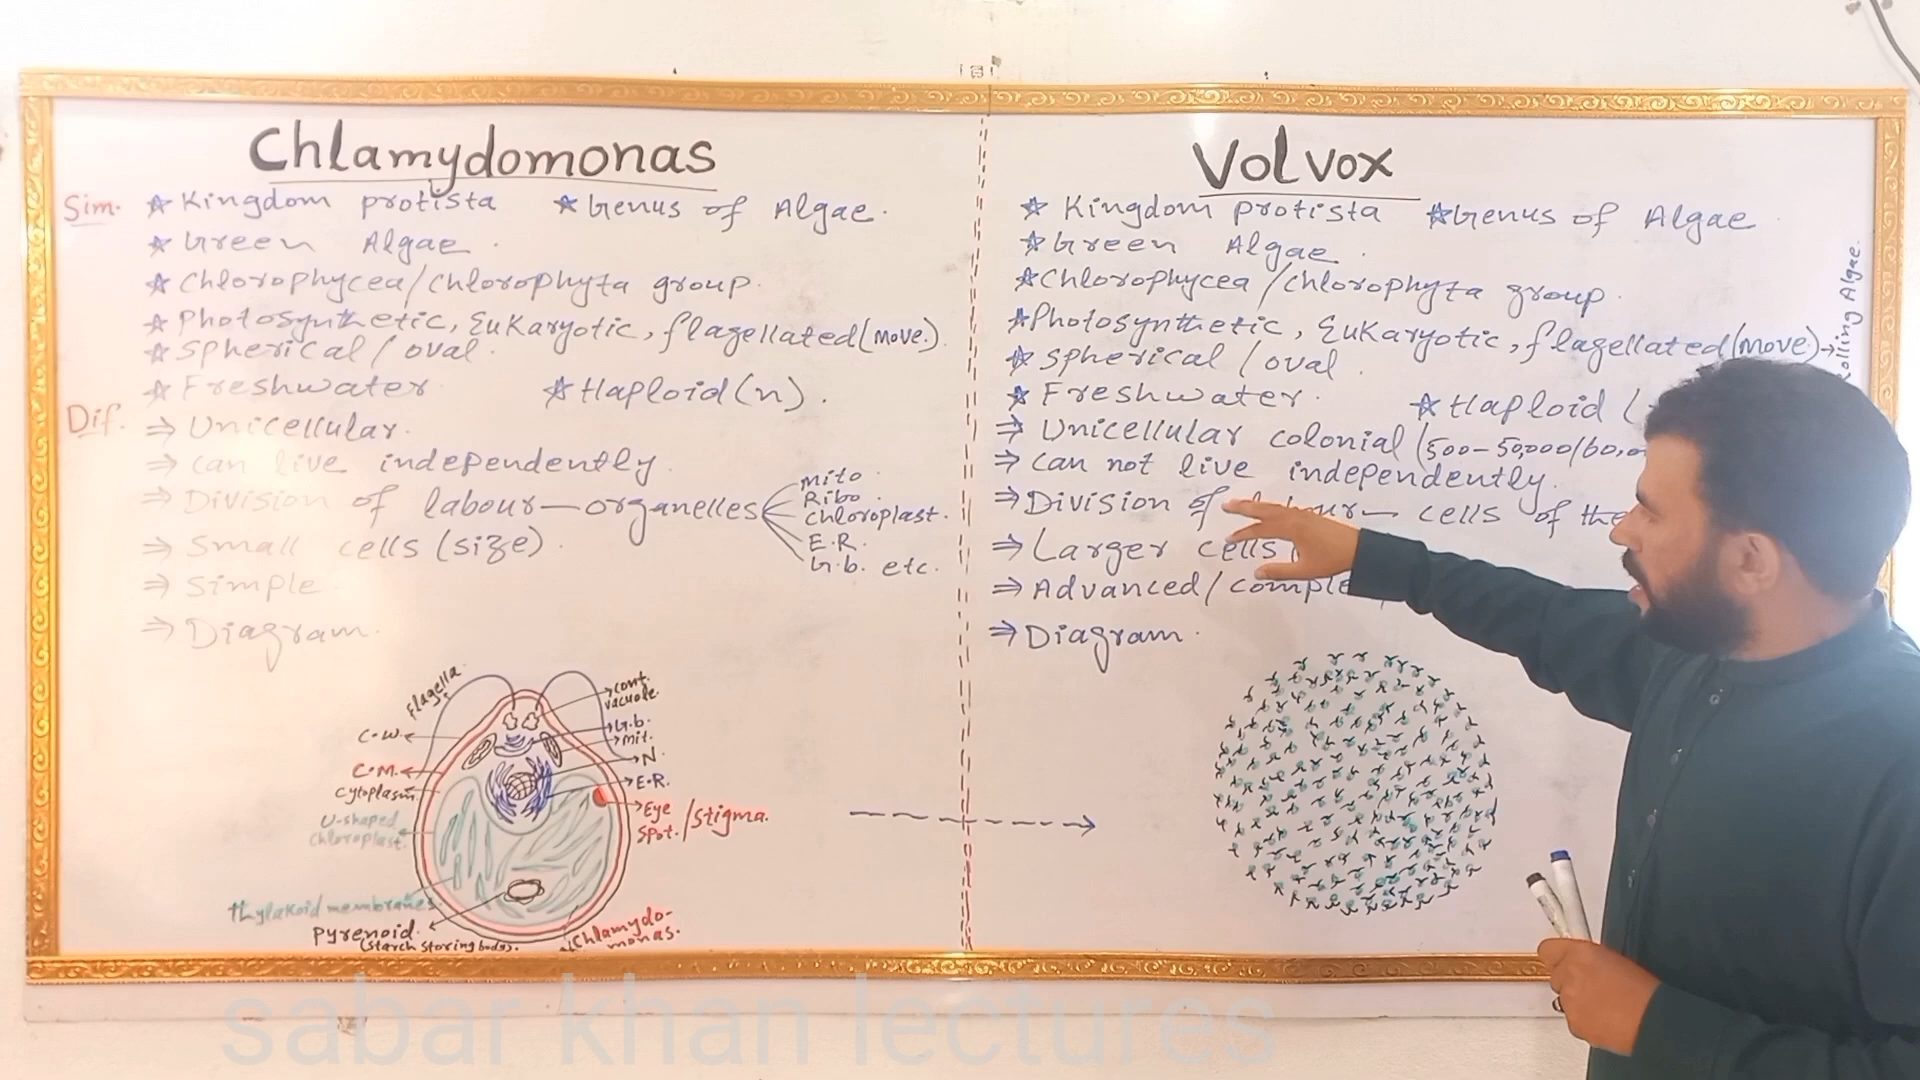 Chlamydomonas
Sim. ☆ Kingdom protista ☆ Genus of Algae.
☆ Green Algae.
☆ Chlorophycea/Chlorophyta group.
☆ Photosynthetic, Eukaryotic, flagellated (move).
☆ Spherical / oval.
☆ Freshwater ☆ Haploid (n).
Dif. ⇒ Unicellular.
⇒ Can live independently.
⇒ Division of labour — organelles
mito.
Ribo.
Chloroplast.
E.R.
G.b. etc.
⇒ Small cells (size).
⇒ Simple.
⇒ Diagram.
Flagella.
C.W
C.M.
Cytoplasm
U-shaped
Chloroplast.
thylakoid membranes
Pyrenoid.
(starch storing body).
Cont.
vacuole.
G.b.
mit.
N.
E.R.
Eye
Spot. /Stigma.
Chlamydo-
monas.
Volvox
☆ Kingdom protista ☆ Genus of Algae
☆ Green Algae.
☆ Chlorophycea /Chlorophyta group.
☆ Photosynthetic, Eukaryotic, flagellated (move) →
Rolling Algae.
☆ Spherical / oval.
☆ Freshwater. ☆ Haploid (
⇒ Unicellular colonial (500-50,000/60,0
⇒ Can not live independently.
⇒ Division of labour — cells of the
⇒ Larger cells (
⇒ Advanced / comple
⇒ Diagram.
sabar khan lectures